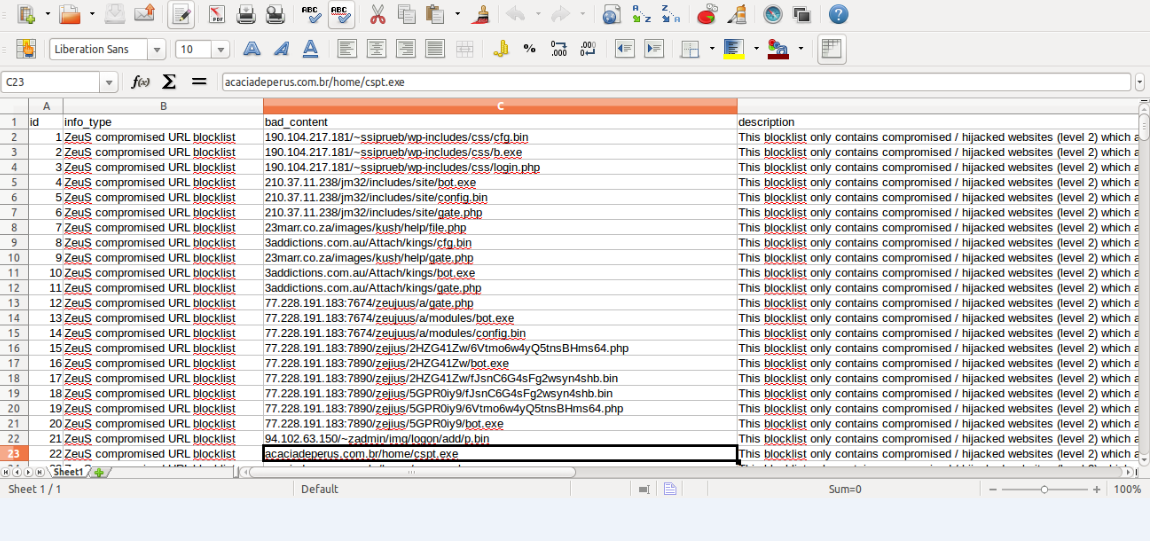 Liberation Sans 10
C23 f(x) Σ = acaciadeperus.com.br/home/cspt.exe
A B C
1 id info_type bad_content description
2 1 ZeuS compromised URL blocklist 190.104.217.181/~ssiprueb/wp-includes/css/cfg.bin This blocklist only contains compromised / hijacked websites (level 2) which a
3 2 ZeuS compromised URL blocklist 190.104.217.181/~ssiprueb/wp-includes/css/b.exe This blocklist only contains compromised / hijacked websites (level 2) which a
4 3 ZeuS compromised URL blocklist 190.104.217.181/~ssiprueb/wp-includes/css/login.php This blocklist only contains compromised / hijacked websites (level 2) which a
5 4 ZeuS compromised URL blocklist 210.37.11.238/jm32/includes/site/bot.exe This blocklist only contains compromised / hijacked websites (level 2) which a
6 5 ZeuS compromised URL blocklist 210.37.11.238/jm32/includes/site/config.bin This blocklist only contains compromised / hijacked websites (level 2) which a
7 6 ZeuS compromised URL blocklist 210.37.11.238/jm32/includes/site/gate.php This blocklist only contains compromised / hijacked websites (level 2) which a
8 7 ZeuS compromised URL blocklist 23marr.co.za/images/kush/help/file.php This blocklist only contains compromised / hijacked websites (level 2) which a
9 8 ZeuS compromised URL blocklist 3addictions.com.au/Attach/kings/cfg.bin This blocklist only contains compromised / hijacked websites (level 2) which a
10 9 ZeuS compromised URL blocklist 23marr.co.za/images/kush/help/gate.php This blocklist only contains compromised / hijacked websites (level 2) which a
11 10 ZeuS compromised URL blocklist 3addictions.com.au/Attach/kings/bot.exe This blocklist only contains compromised / hijacked websites (level 2) which a
12 11 ZeuS compromised URL blocklist 3addictions.com.au/Attach/kings/gate.php This blocklist only contains compromised / hijacked websites (level 2) which a
13 12 ZeuS compromised URL blocklist 77.228.191.183:7674/zeujuus/a/gate.php This blocklist only contains compromised / hijacked websites (level 2) which a
14 13 ZeuS compromised URL blocklist 77.228.191.183:7674/zeujuus/a/modules/bot.exe This blocklist only contains compromised / hijacked websites (level 2) which a
15 14 ZeuS compromised URL blocklist 77.228.191.183:7674/zeujuus/a/modules/config.bin This blocklist only contains compromised / hijacked websites (level 2) which a
16 15 ZeuS compromised URL blocklist 77.228.191.183:7890/zejius/2HZG41Zw/6Vtmo6w4yQ5tnsBHms64.php This blocklist only contains compromised / hijacked websites (level 2) which a
17 16 ZeuS compromised URL blocklist 77.228.191.183:7890/zejius/2HZG41Zw/bot.exe This blocklist only contains compromised / hijacked websites (level 2) which a
18 17 ZeuS compromised URL blocklist 77.228.191.183:7890/zejius/2HZG41Zw/fJsnC6G4sFg2wsyn4shb.bin This blocklist only contains compromised / hijacked websites (level 2) which a
19 18 ZeuS compromised URL blocklist 77.228.191.183:7890/zejius/5GPR0iy9/fJsnC6G4sFg2wsyn4shb.bin This blocklist only contains compromised / hijacked websites (level 2) which a
20 19 ZeuS compromised URL blocklist 77.228.191.183:7890/zejius/5GPR0iy9/6Vtmo6w4yQ5tnsBHms64.php This blocklist only contains compromised / hijacked websites (level 2) which a
21 20 ZeuS compromised URL blocklist 77.228.191.183:7890/zejius/5GPR0iy9/bot.exe This blocklist only contains compromised / hijacked websites (level 2) which a
22 21 ZeuS compromised URL blocklist 94.102.63.150/~zadmin/img/logon/add/p.bin This blocklist only contains compromised / hijacked websites (level 2) which a
23 22 ZeuS compromised URL blocklist acaciadeperus.com.br/home/cspt.exe This blocklist only contains compromised / hijacked websites (level 2) which a
Sheet1
Sheet 1 / 1 Default Sum=0 100%